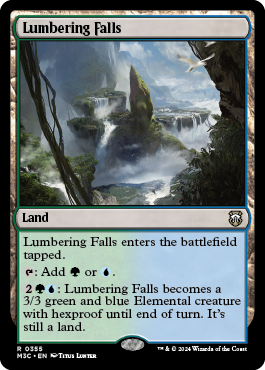 Lumbering Falls
Land
Lumbering Falls enters the battlefield
tapped.
: Add or .
2 : Lumbering Falls becomes a
3/3 green and blue Elemental creature
with hexproof until end of turn. It's
still a land.
R 0355
M3C • EN Titus Lunter
™ & © 2024 Wizards of the Coast